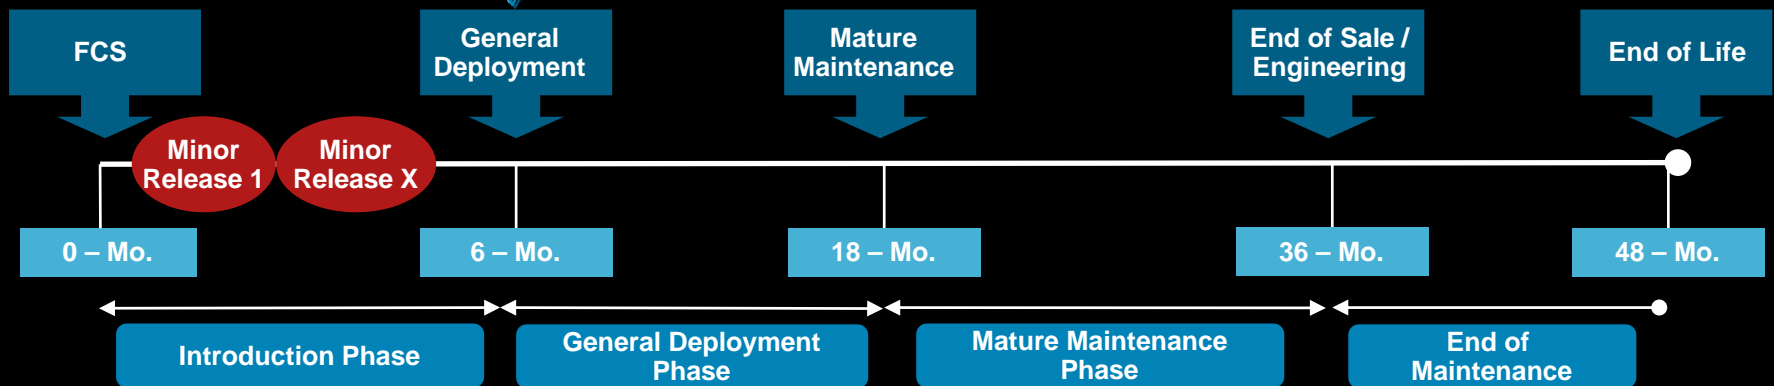 FCS
General
Deployment
Mature
Maintenance
End of Sale /
Engineering
End of Life
Minor
Release 1
Minor
Release X
0 – Mo.
6 – Mo.
18 – Mo.
36 – Mo.
48 – Mo.
Introduction Phase
General Deployment
Phase
Mature Maintenance
Phase
End of
Maintenance